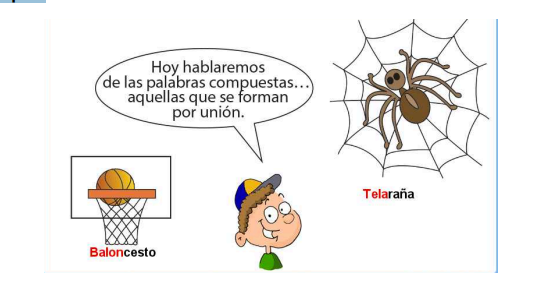 Hoy hablaremos
de las palabras compuestas...
aquellas que se forman
por unión.
Telaraña
Baloncesto